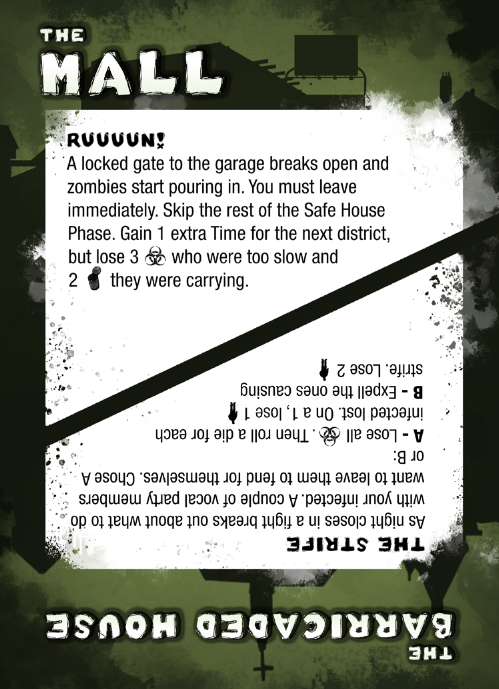 THE
MALL
RUUUUN!
A locked gate to the garage breaks open and
zombies start pouring in. You must leave
immediately. Skip the rest of the Safe House
Phase. Gain 1 extra Time for the next district,
but lose 3 who were too slow and
2 they were carrying.
THE
BARRICADED HOUSE
THE STRIFE
As night closes in a fight breaks out about what to do
with your infected. A couple of vocal party members
want to leave them to fend for themselves. Chose A
or B:
A - Lose all . Then roll a die for each
infected lost. On a 1, lose 1
B - Expell the ones causing
strife. Lose 2